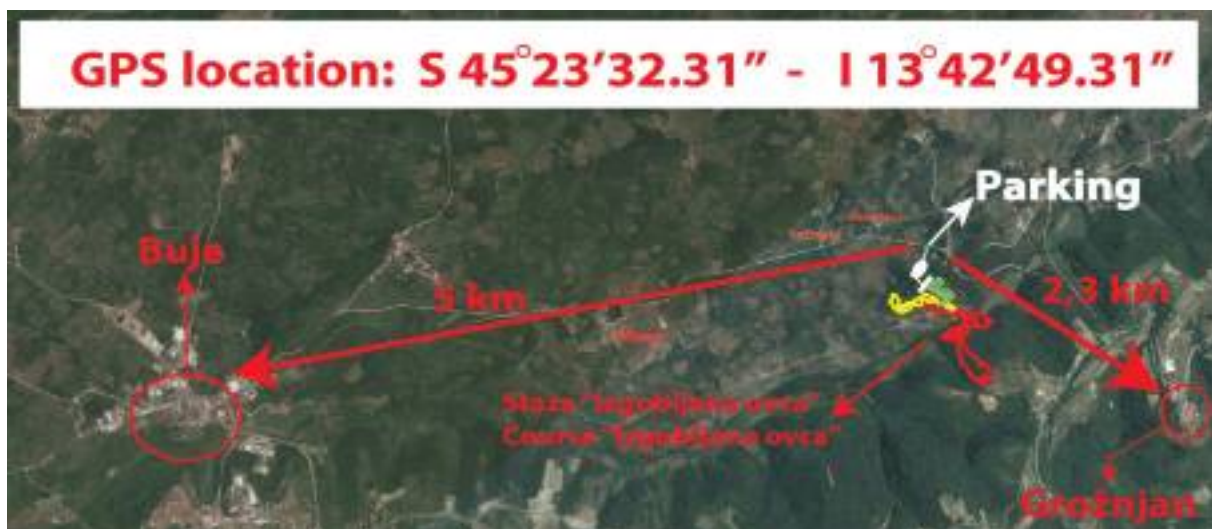 GPS location: S 45°23'32.31" - I 13°42'49.31"
Parking
Buje
5 km
2,3 km
Staza "Izgubljena ovca"
Course "Izgubljena ovca"
Grožnjan